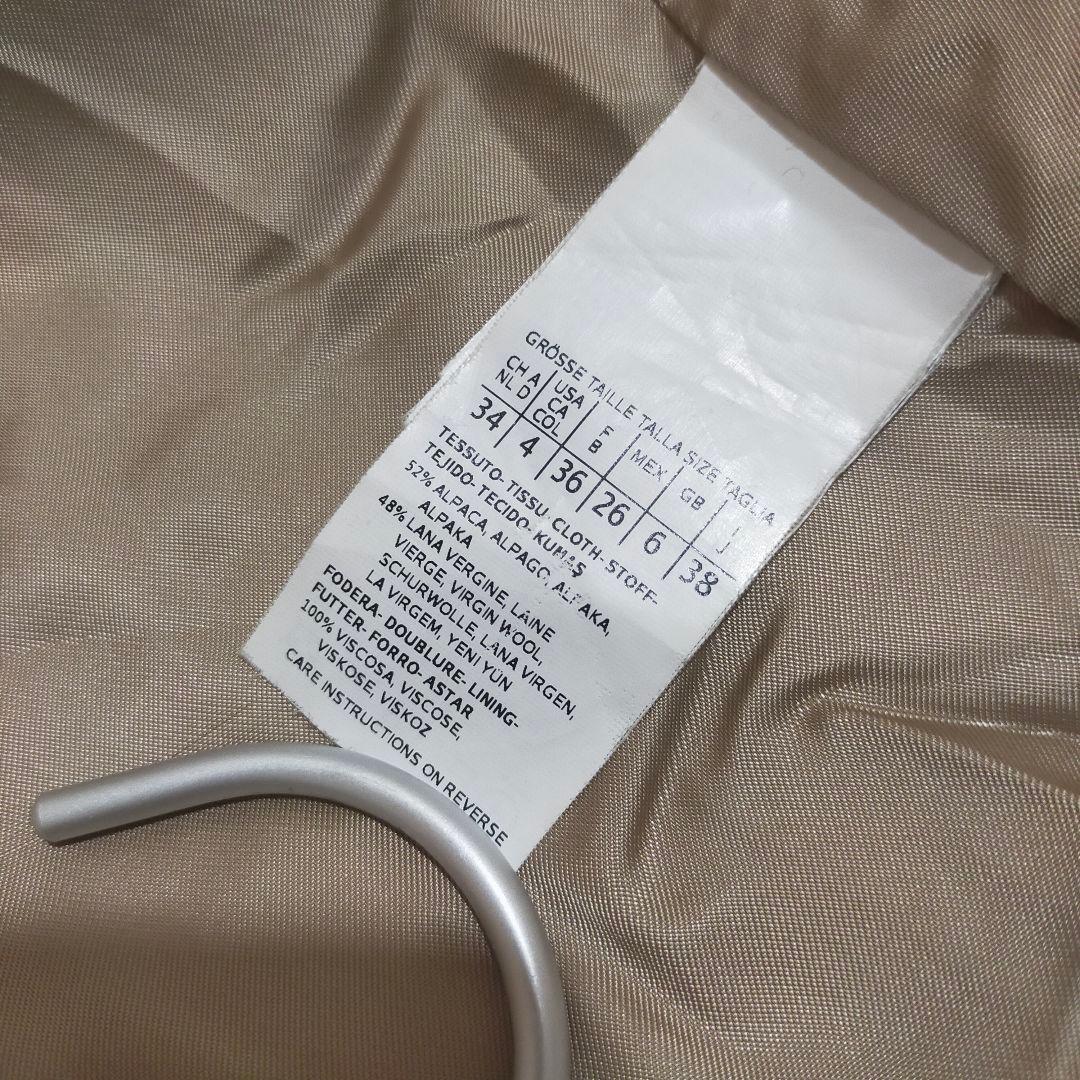 GRÖSSE TAILLE TALLA SIZE TAGLIA
CH A NL D USA CA COL F B MEX GB I J
34 4 36 26 6 38
TESSUTO- TISSU- CLOTH- STOFF-
TEJIDO- TECIDO- KUMAŞ
52% ALPACA, ALPAGO, ALPAKA,
ALPAKA
48% LANA VERGINE, LAINE
VIERGE, VIRGIN WOOL,
SCHURWOLLE, LANA VIRGEN,
LA VIRGEM, YENI YÜN
FODERA- DOUBLURE- LINING-
FUTTER- FORRO- ASTAR
100% VISCOSA, VISCOSE,
VISKOSE, VISKOZ
CARE INSTRUCTIONS ON REVERSE